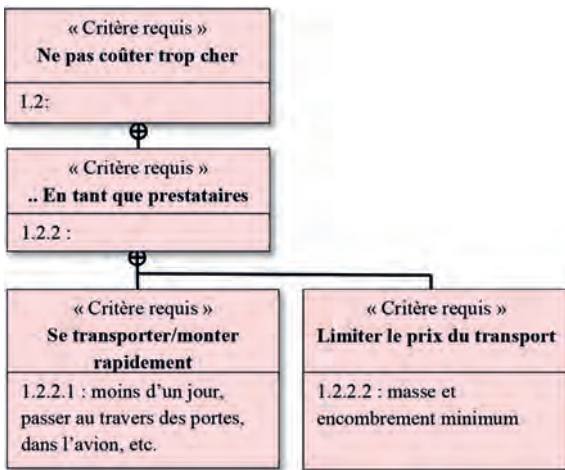 « Critère requis »
Ne pas coûter trop cher
1.2:
« Critère requis »
.. En tant que prestataires
1.2.2 :
« Critère requis »
Se transporter/monter
rapidement
1.2.2.1 : moins d’un jour,
passer au travers des portes,
dans l’avion, etc.
« Critère requis »
Limiter le prix du transport
1.2.2.2 : masse et
encombrement minimum